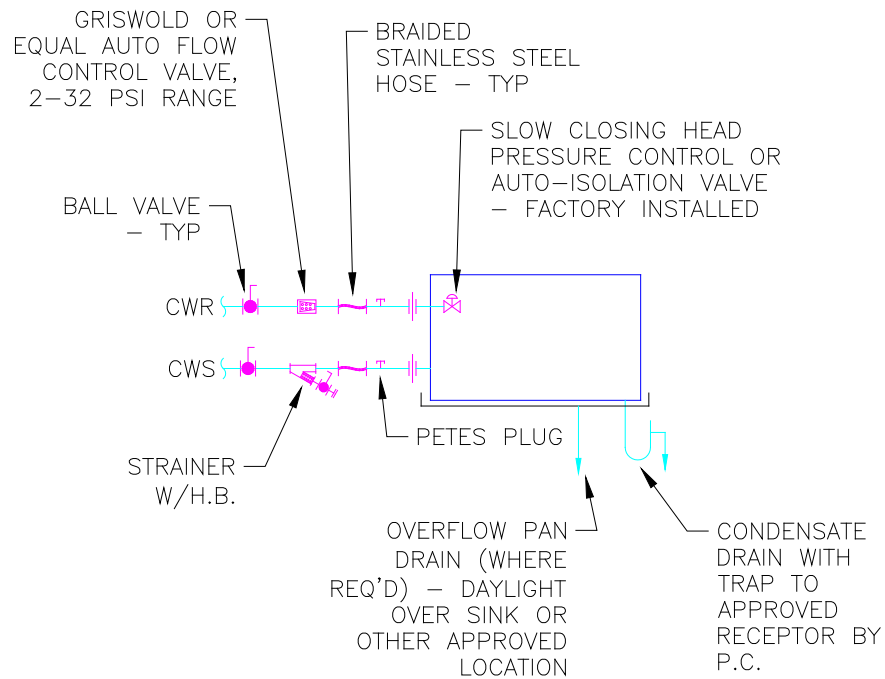 GRISWOLD OR
EQUAL AUTO FLOW
CONTROL VALVE,
2-32 PSI RANGE
BRAIDED
STAINLESS STEEL
HOSE - TYP
SLOW CLOSING HEAD
PRESSURE CONTROL OR
AUTO-ISOLATION VALVE
- FACTORY INSTALLED
BALL VALVE
- TYP
CWR
CWS
PETES PLUG
STRAINER
W/H.B.
OVERFLOW PAN
DRAIN (WHERE
REQ'D) - DAYLIGHT
OVER SINK OR
OTHER APPROVED
LOCATION
CONDENSATE
DRAIN WITH
TRAP TO
APPROVED
RECEPTOR BY
P.C.